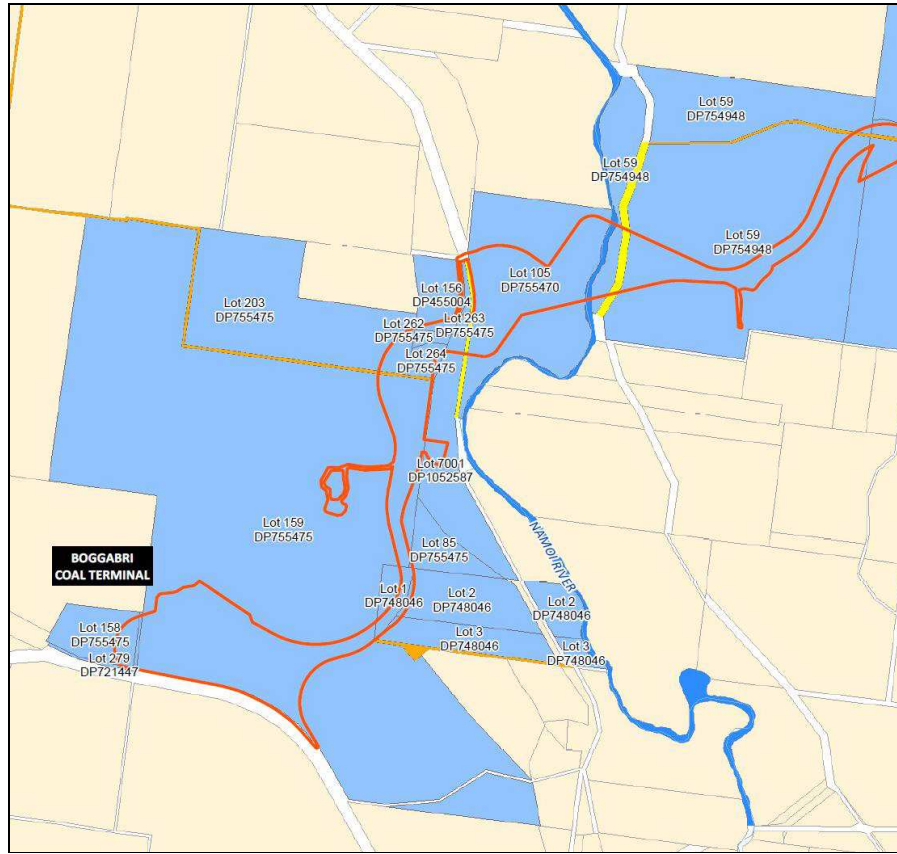 Lot 59
DP754948
Lot 59
DP754948
Lot 59
DP754948
Lot 105
DP755470
Lot 156
DP455004
Lot 203
DP755475
Lot 262
DP755475
Lot 263
DP755475
Lot 264
DP755475
Lot 7001
DP1052587
Lot 159
DP755475
NAMOI RIVER
Lot 85
DP755475
BOGGABRI
COAL TERMINAL
Lot 1
DP748046
Lot 2
DP748046
Lot 2
DP748046
Lot 3
DP748046
Lot 3
DP748046
Lot 158
DP755475
Lot 279
DP721447